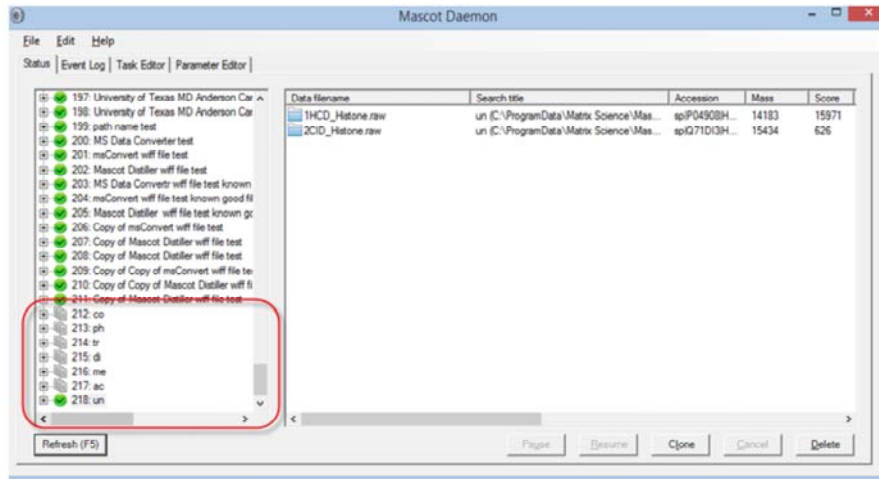 Mascot Daemon
File Edit Help
Status Event Log Task Editor Parameter Editor
197: University of Texas MD Anderson Car
198: University of Texas MD Anderson Car
199: path name test
200: MS Data Converter test
201: msConvert wiff file test
202: Mascot Distiller wiff file test
203: MS Data Convertr wiff file test known
204: msConvert wiff file test known good fil
205: Mascot Distiller wiff file test known gc
206: Copy of msConvert wiff file test
207: Copy of Mascot Distiller wiff file test
208: Copy of Mascot Distiller wiff file test
209: Copy of Copy of msConvert wiff file te
210: Copy of Copy of Mascot Distiller wiff fi
211: Copy of Mascot Distiller wiff file test
212: co
213: ph
214: tr
215: di
216: me
217: ac
218: un
Data filename Search title Accession Mass Score
1HCD_Histone.raw un (C:\ProgramData\Matrix Science\Mas... sp|P04908|H... 14183 15971
2CID_Histone.raw un (C:\ProgramData\Matrix Science\Mas... sp|Q71DI3|H... 15434 626
Refresh (F5) Pause Resume Clone Cancel Delete